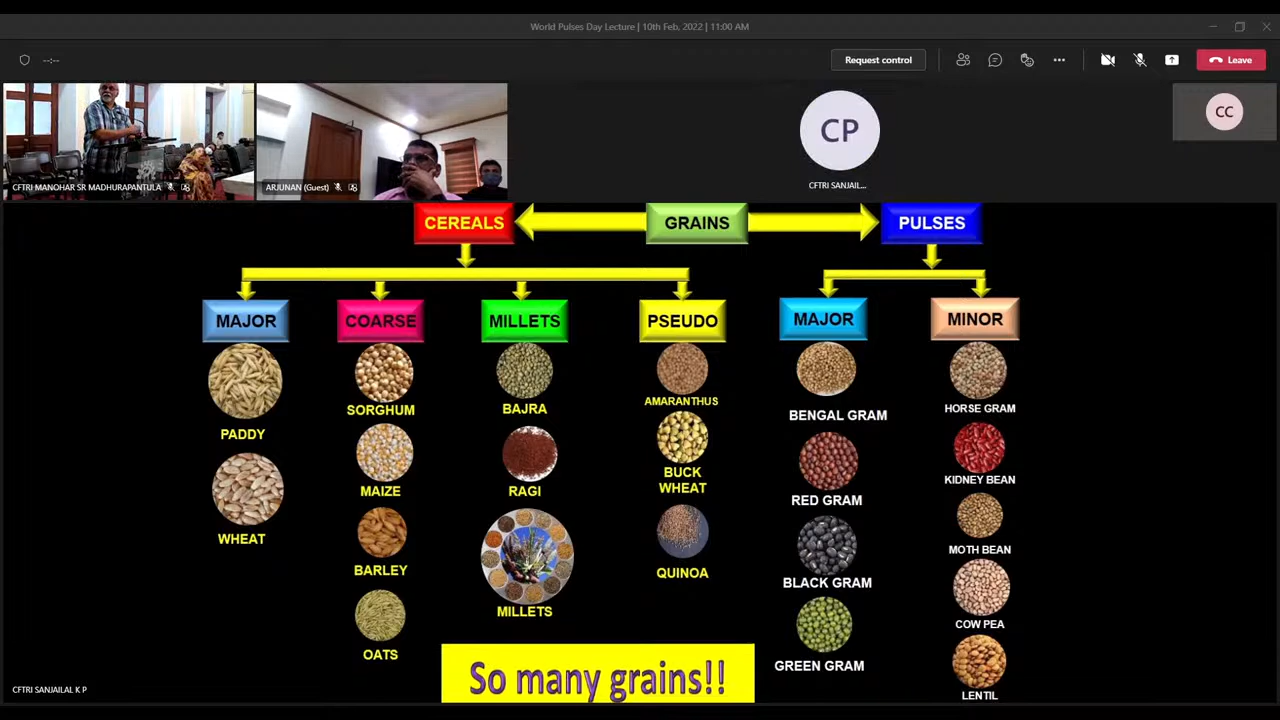 World Pulses Day Lecture | 10th Feb, 2022 | 11:00 AM
--:--
Request control
Leave
CP
CC
CFTRI MANOHAR SR MADHURAPANTULA
ARJUNAN (Guest)
CFTRI SANJAIL...
CEREALS
GRAINS
PULSES
MAJOR
COARSE
MILLETS
PSEUDO
MAJOR
MINOR
PADDY
WHEAT
SORGHUM
MAIZE
BARLEY
OATS
BAJRA
RAGI
MILLETS
AMARANTHUS
BUCK
WHEAT
QUINOA
BENGAL GRAM
RED GRAM
BLACK GRAM
GREEN GRAM
HORSE GRAM
KIDNEY BEAN
MOTH BEAN
COW PEA
LENTIL
So many grains!!
CFTRI SANJAILAL K P